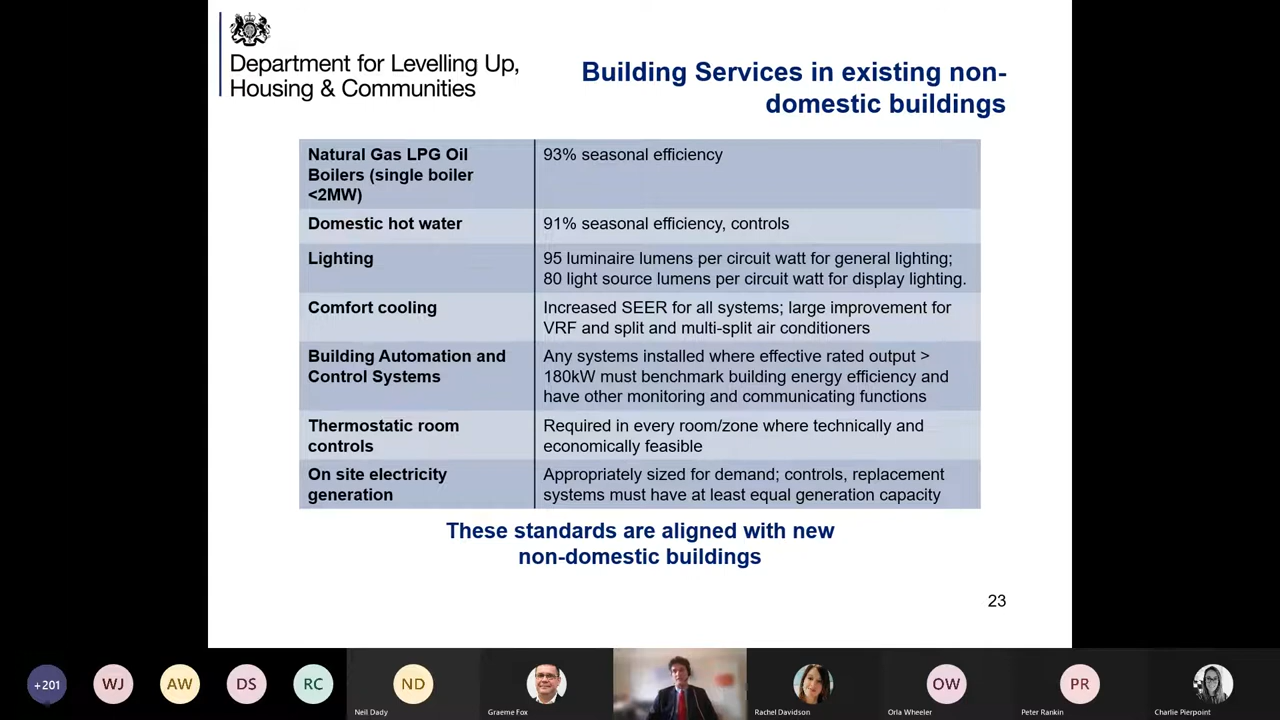 Department for Levelling Up,
Housing & Communities
Building Services in existing non-
domestic buildings
Natural Gas LPG Oil
Boilers (single boiler
<2MW)
93% seasonal efficiency
Domestic hot water
91% seasonal efficiency, controls
Lighting
95 luminaire lumens per circuit watt for general lighting;
80 light source lumens per circuit watt for display lighting.
Comfort cooling
Increased SEER for all systems; large improvement for
VRF and split and multi-split air conditioners
Building Automation and
Control Systems
Any systems installed where effective rated output >
180kW must benchmark building energy efficiency and
have other monitoring and communicating functions
Thermostatic room
controls
Required in every room/zone where technically and
economically feasible
On site electricity
generation
Appropriately sized for demand; controls, replacement
systems must have at least equal generation capacity
These standards are aligned with new
non-domestic buildings
23
+201
WJ
AW
DS
RC
ND
Neil Dady
Graeme Fox
Rachel Davidson
OW
Orla Wheeler
PR
Peter Rankin
Charlie Pierpoint